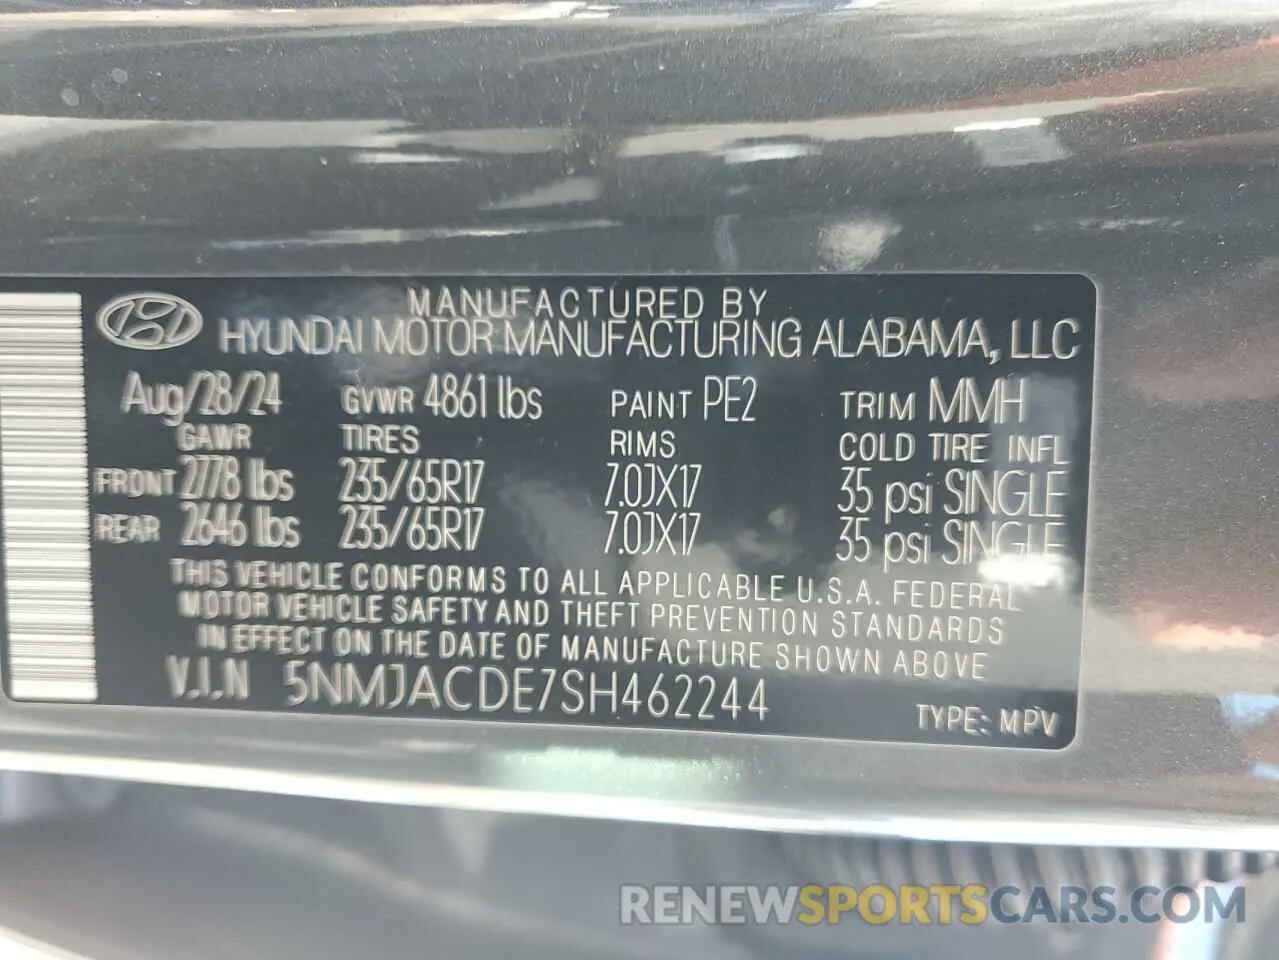 MANUFACTURED BY
HYUNDAI MOTOR MANUFACTURING ALABAMA, LLC
Aug/28/24 GVWR 4861 lbs PAINT PE2 TRIM MMH
GAWR TIRES RIMS COLD TIRE INFL
FRONT 2778 lbs 235/65R17 7.0JX17 35 psi SINGLE
REAR 2646 lbs 235/65R17 7.0JX17 35 psi SINGLE
THIS VEHICLE CONFORMS TO ALL APPLICABLE U.S.A. FEDERAL
MOTOR VEHICLE SAFETY AND THEFT PREVENTION STANDARDS
IN EFFECT ON THE DATE OF MANUFACTURE SHOWN ABOVE
V.I.N 5NMJACDE7SH462244 TYPE: MPV
RENEWSPORTSCARS.COM